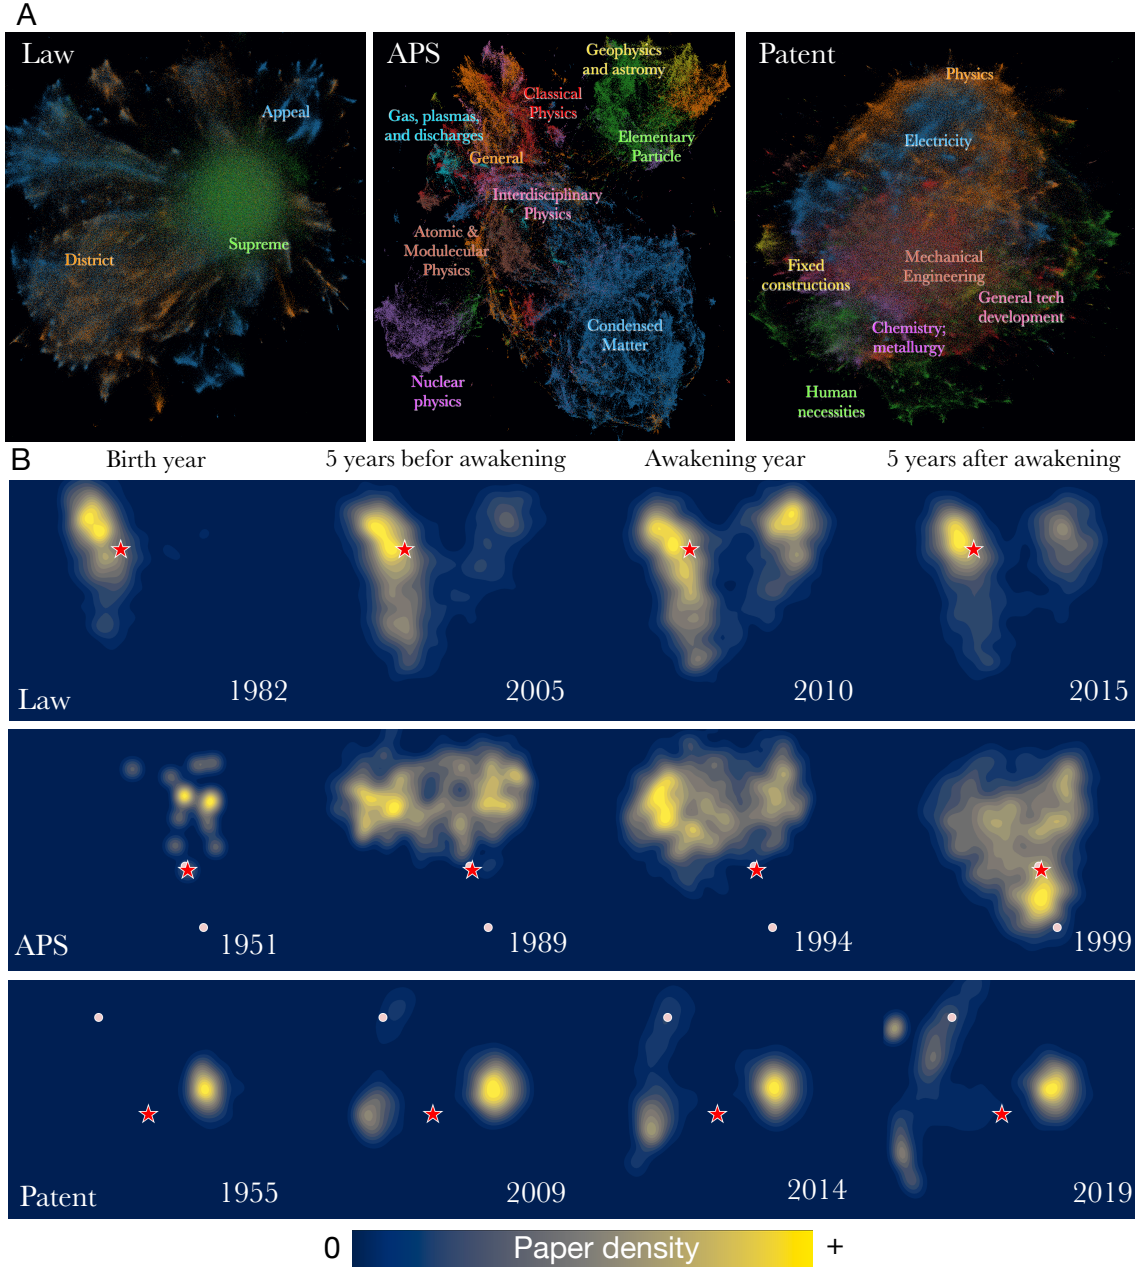 A
Law
Appeal
Supreme
District
APS
Geophysics
and astromy
Classical
Physics
Gas, plasmas,
and discharges
General
Elementary
Particle
Interdisciplinary
Physics
Atomic &
Modulecular
Physics
Condensed
Matter
Nuclear
physics
Patent
Physics
Electricity
Fixed
constructions
Mechanical
Engineering
General tech
development
Chemistry;
metallurgy
Human
necessities
B
Birth year
5 years befor awakening
Awakening year
5 years after awakening
Law
1982
2005
2010
2015
APS
1951
1989
1994
1999
Patent
1955
2009
2014
2019
0
Paper density
+